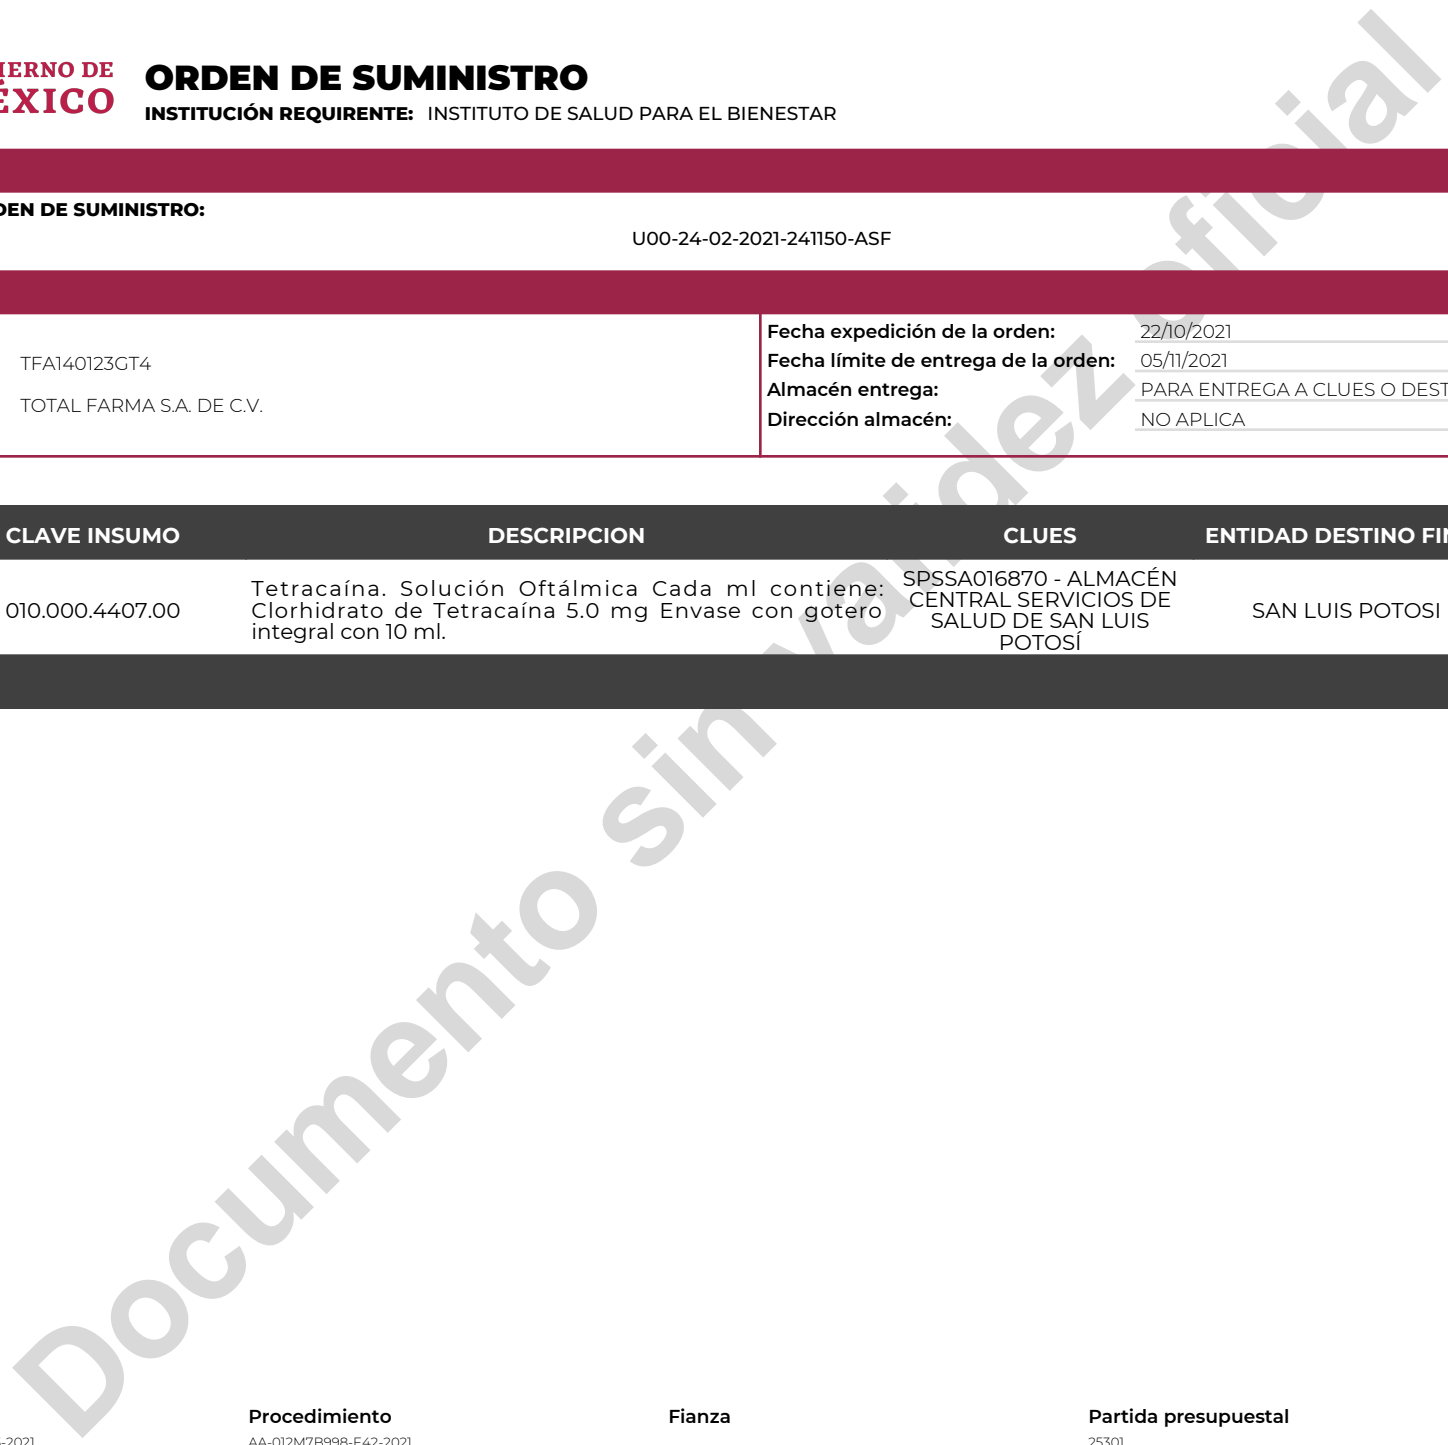 ORDEN DE SUMINISTRO
INSTITUCIÓN REQUIRENTE: INSTITUTO DE SALUD PARA EL BIENESTAR
DE
XICO
DE SUMINISTRO:
U00-24-02-2021-241150-ASF
TFA140123GT4
TOTAL FARMA S.A. DE C.V.
Fecha expedición de la orden: 22/10/2021
Fecha límite de entrega de la orden: 05/11/2021
Almacén entrega: PARA ENTREGA A CLUES O DEST
Dirección almacén: NO APLICA
CLAVE INSUMO DESCRIPCION CLUES ENTIDAD DESTINO FIN
010.000.4407.00
Tetracaína. Solución Oftálmica Cada ml contiene:
Clorhidrato de Tetracaína 5.0 mg Envase con gotero
integral con 10 ml.
SPSSA016870 - ALMACÉN
CENTRAL SERVICIOS DE
SALUD DE SAN LUIS
POTOSÍ
SAN LUIS POTOSI
Documento sin validez oficial
Procedimiento Fianza Partida presupuestal
-2021 AA-012M7B998-E42-2021 25301